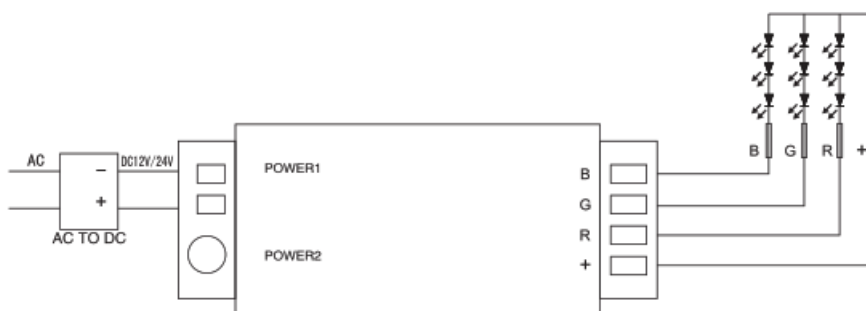 B G R +
AC - DC12V/24V
+
AC TO DC
POWER1
POWER2
B
G
R
+